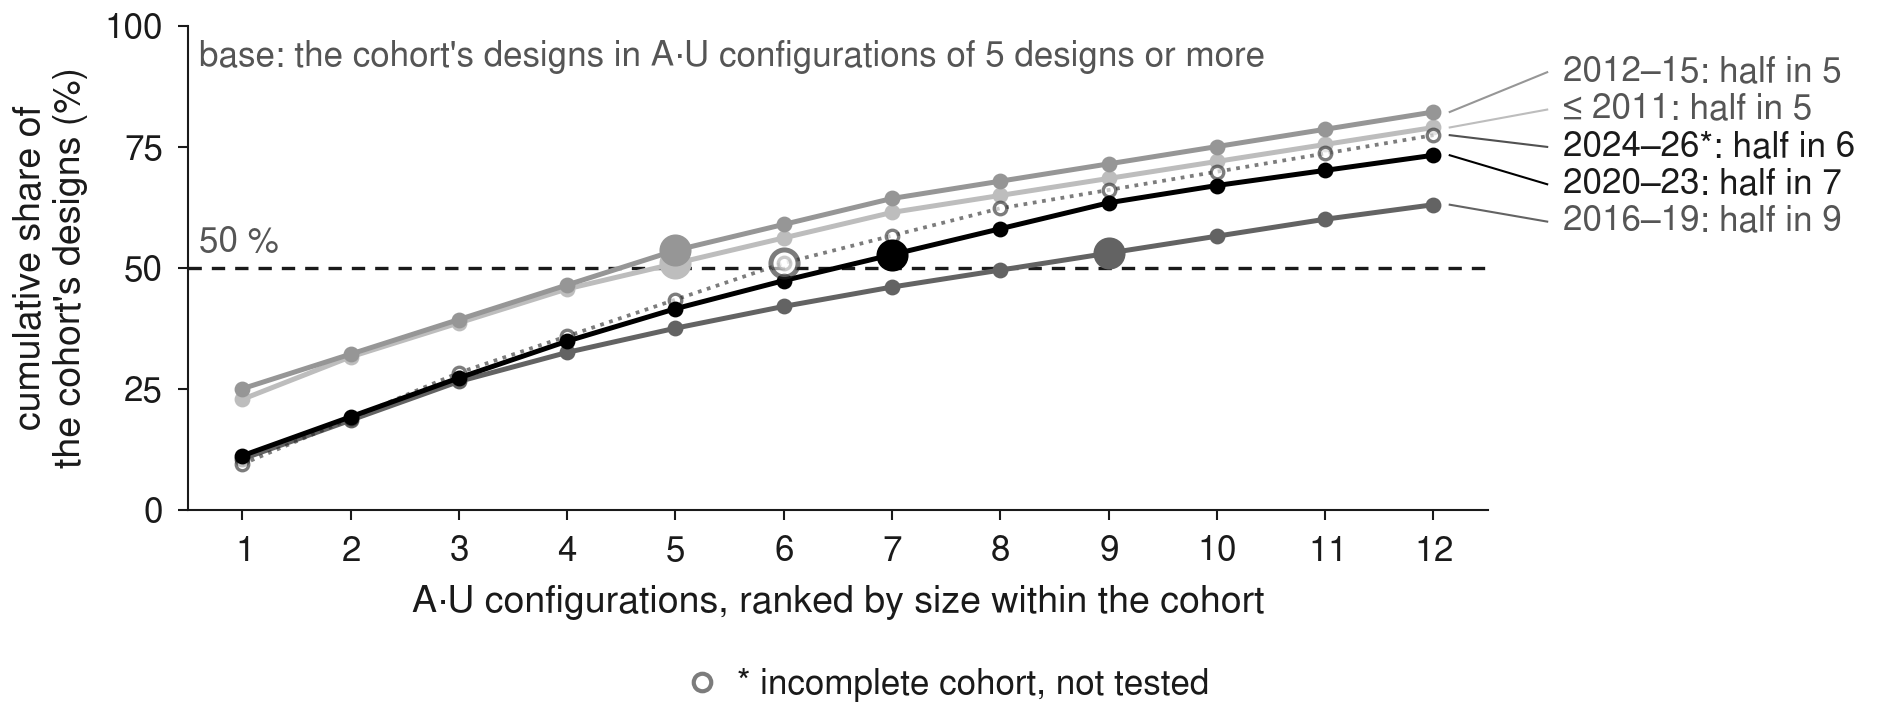 100
75
50
25
0
cumulative share of
the cohort's designs (%)
base: the cohort's designs in A·U configurations of 5 designs or more
50 %
2012–15: half in 5
≤ 2011: half in 5
2024–26*: half in 6
2020–23: half in 7
2016–19: half in 9
1 2 3 4 5 6 7 8 9 10 11 12
A·U configurations, ranked by size within the cohort
* incomplete cohort, not tested